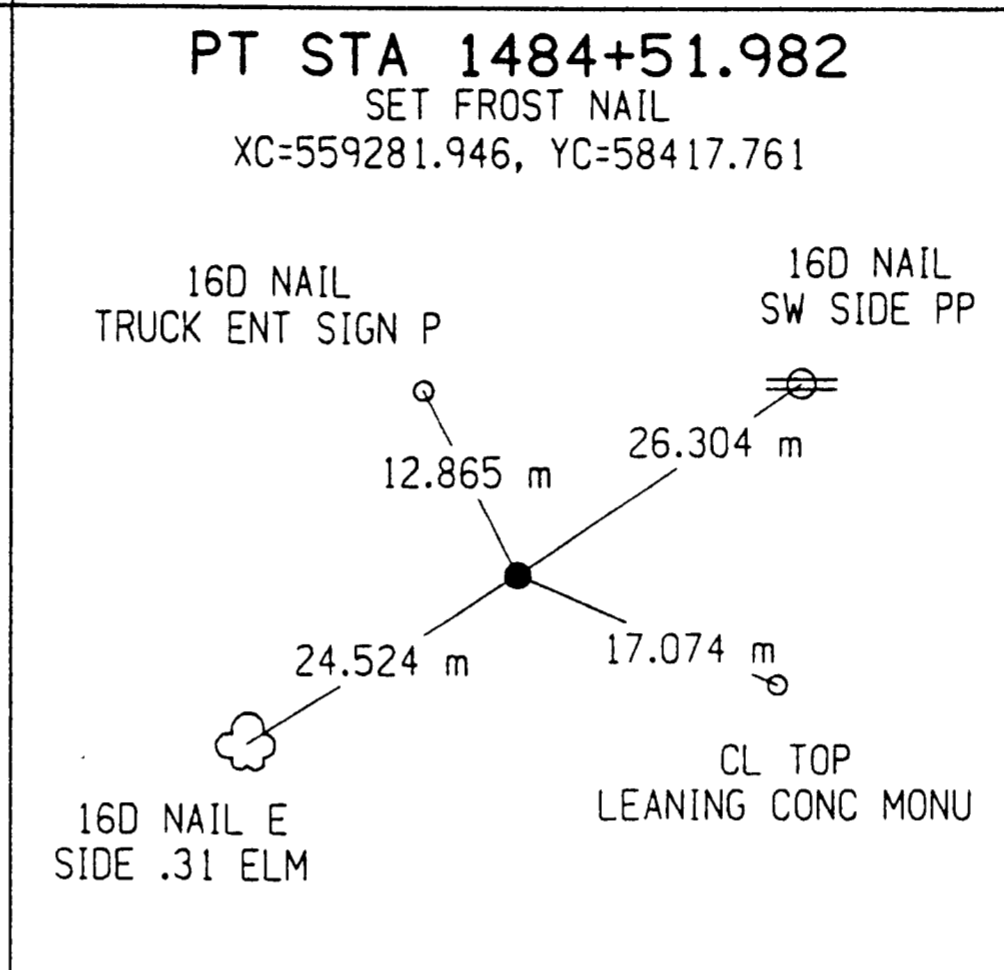 PT STA 1484+51.982
SET FROST NAIL
XC=559281.946, YC=58417.761
16D NAIL
TRUCK ENT SIGN P
16D NAIL
SW SIDE PP
12.865 m
26.304 m
24.524 m
17.074 m
16D NAIL E
SIDE .31 ELM
CL TOP
LEANING CONC MONU